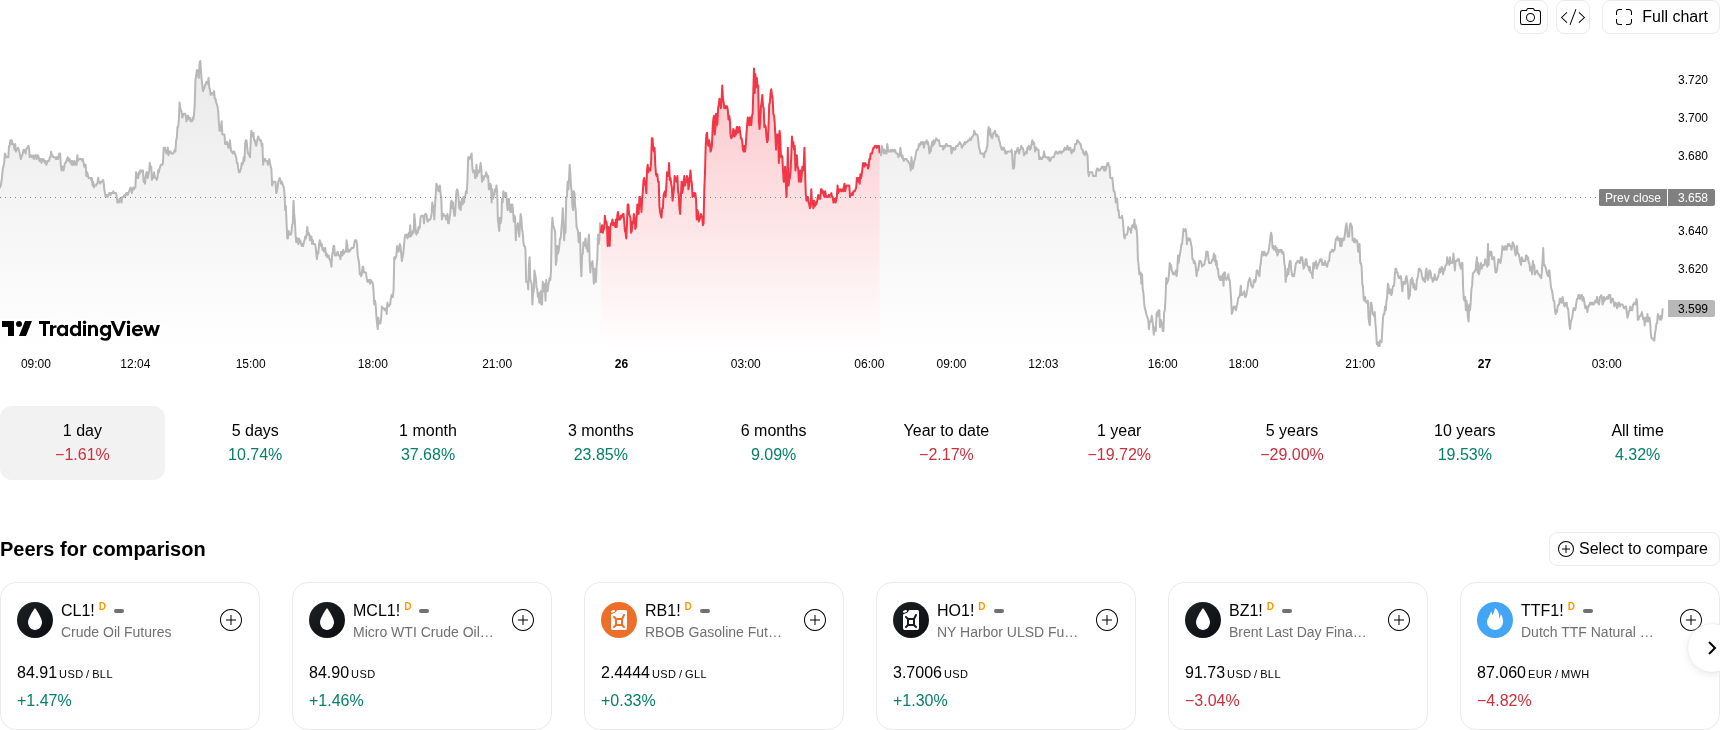 Full chart
3.720
3.700
3.680
Prev close 3.658
3.640
3.620
3.599
TradingView
09:00 12:04 15:00 18:00 21:00 26 03:00 06:00 09:00 12:03 16:00 18:00 21:00 27 03:00
1 day 5 days 1 month 3 months 6 months Year to date 1 year 5 years 10 years All time
−1.61% 10.74% 37.68% 23.85% 9.09% −2.17% −19.72% −29.00% 19.53% 4.32%
Peers for comparison
Select to compare
CL1! D
Crude Oil Futures
84.91 USD / BLL
+1.47%
MCL1! D
Micro WTI Crude Oil…
84.90 USD
+1.46%
RB1! D
RBOB Gasoline Fut…
2.4444 USD / GLL
+0.33%
HO1! D
NY Harbor ULSD Fu…
3.7006 USD
+1.30%
BZ1! D
Brent Last Day Fina…
91.73 USD / BLL
−3.04%
TTF1! D
Dutch TTF Natural …
87.060 EUR / MWH
−4.82%